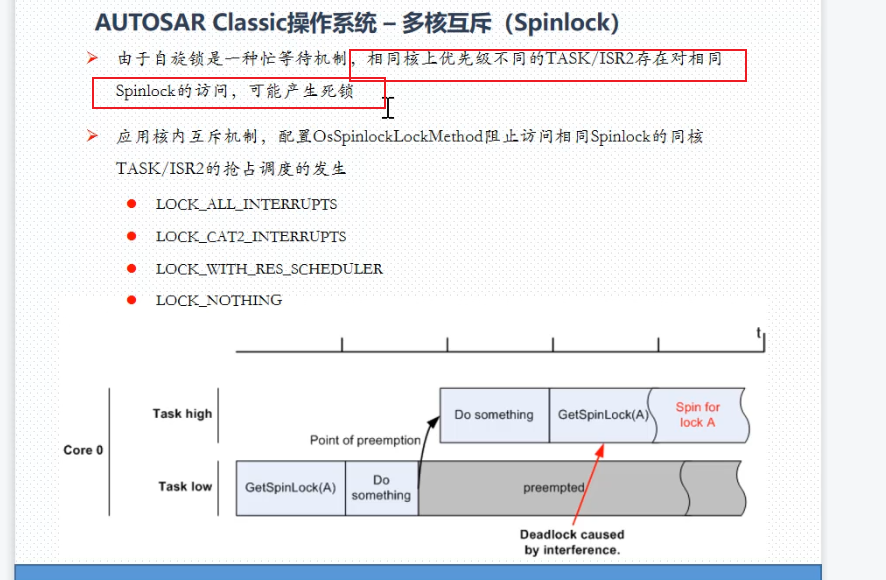 AUTOSAR Classic操作系统 – 多核互斥（Spinlock）
由于自旋锁是一种忙等待机制，相同核上优先级不同的TASK/ISR2存在对相同
Spinlock的访问，可能产生死锁
应用核内互斥机制，配置OsSpinlockLockMethod阻止访问相同Spinlock的同核
TASK/ISR2的抢占调度的发生
LOCK_ALL_INTERRUPTS
LOCK_CAT2_INTERRUPTS
LOCK_WITH_RES_SCHEDULER
LOCK_NOTHING
t
Task high
Do something
GetSpinLock(A)
Spin for
lock A
Point of preemption
Core 0
Task low
GetSpinLock(A)
Do
something
preempted
Deadlock caused
by interference.